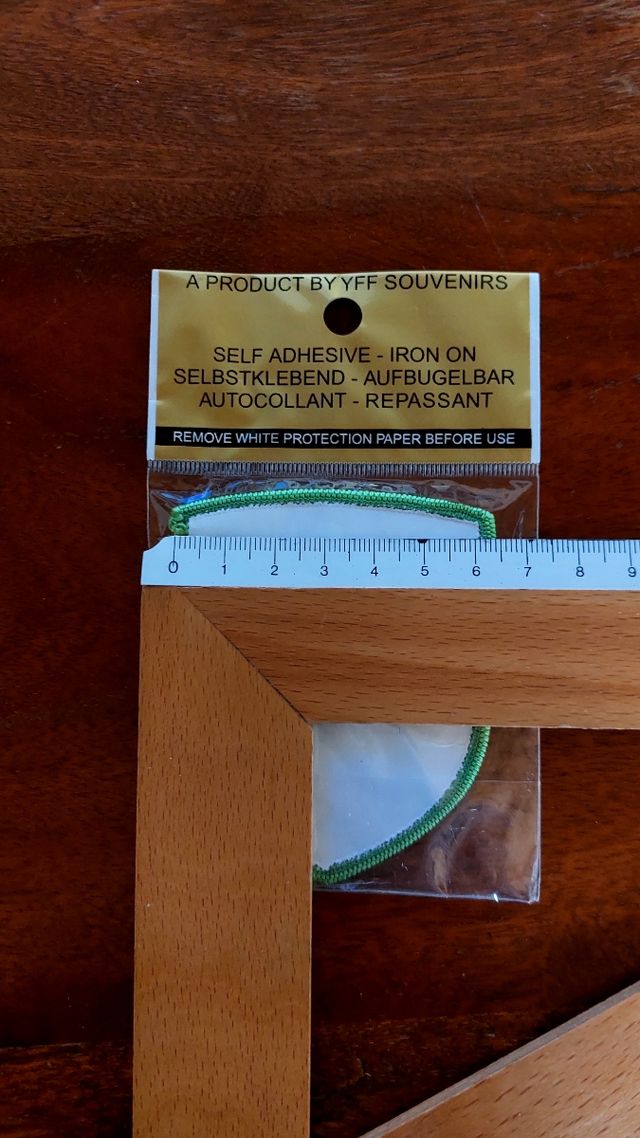 A PRODUCT BY YFF SOUVENIRS
SELF ADHESIVE - IRON ON
SELBSTKLEBEND - AUFBUGELBAR
AUTOCOLLANT - REPASSANT
REMOVE WHITE PROTECTION PAPER BEFORE USE
0 1 2 3 4 5 6 7 8 9